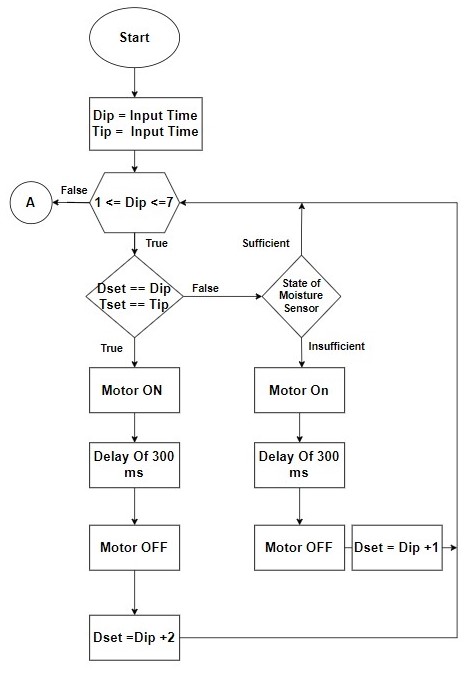 Start
Dip = Input Time
Tip = Input Time
A
False
1 <= Dip <=7
True
Sufficient
Dset == Dip
Tset == Tip
False
State of
Moisture
Sensor
True
Insufficient
Motor ON
Motor On
Delay Of 300
ms
Delay Of 300
ms
Motor OFF
Motor OFF
Dset = Dip +1
Dset =Dip +2